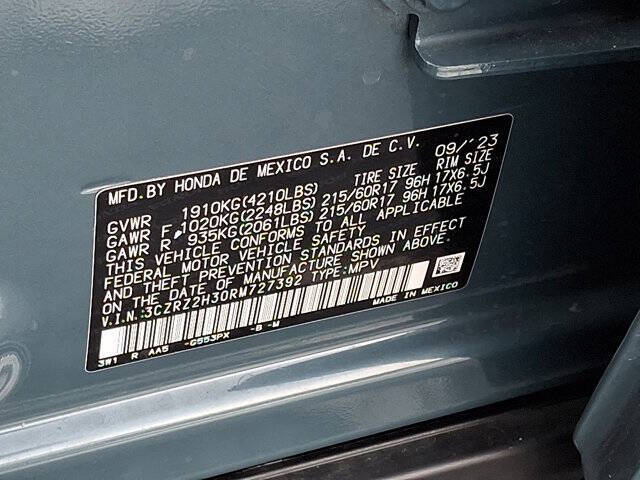 MFD.BY HONDA DE MEXICO S.A. DE C.V. 09/'23
TIRE SIZE RIM SIZE
GVWR 1910KG(4210LBS)
GAWR F 1020KG(2248LBS) 215/60R17 96H 17X6.5J
GAWR R 935KG(2061LBS) 215/60R17 96H 17X6.5J
THIS VEHICLE CONFORMS TO ALL APPLICABLE
FEDERAL MOTOR VEHICLE SAFETY
AND THEFT PREVENTION STANDARDS IN EFFECT
ON THE DATE OF MANUFACTURE SHOWN ABOVE.
V.I.N.:3CZRZ2H30RM727392 TYPE:MPV
MADE IN MEXICO
3W1 R AA5 -G553PX -B -M